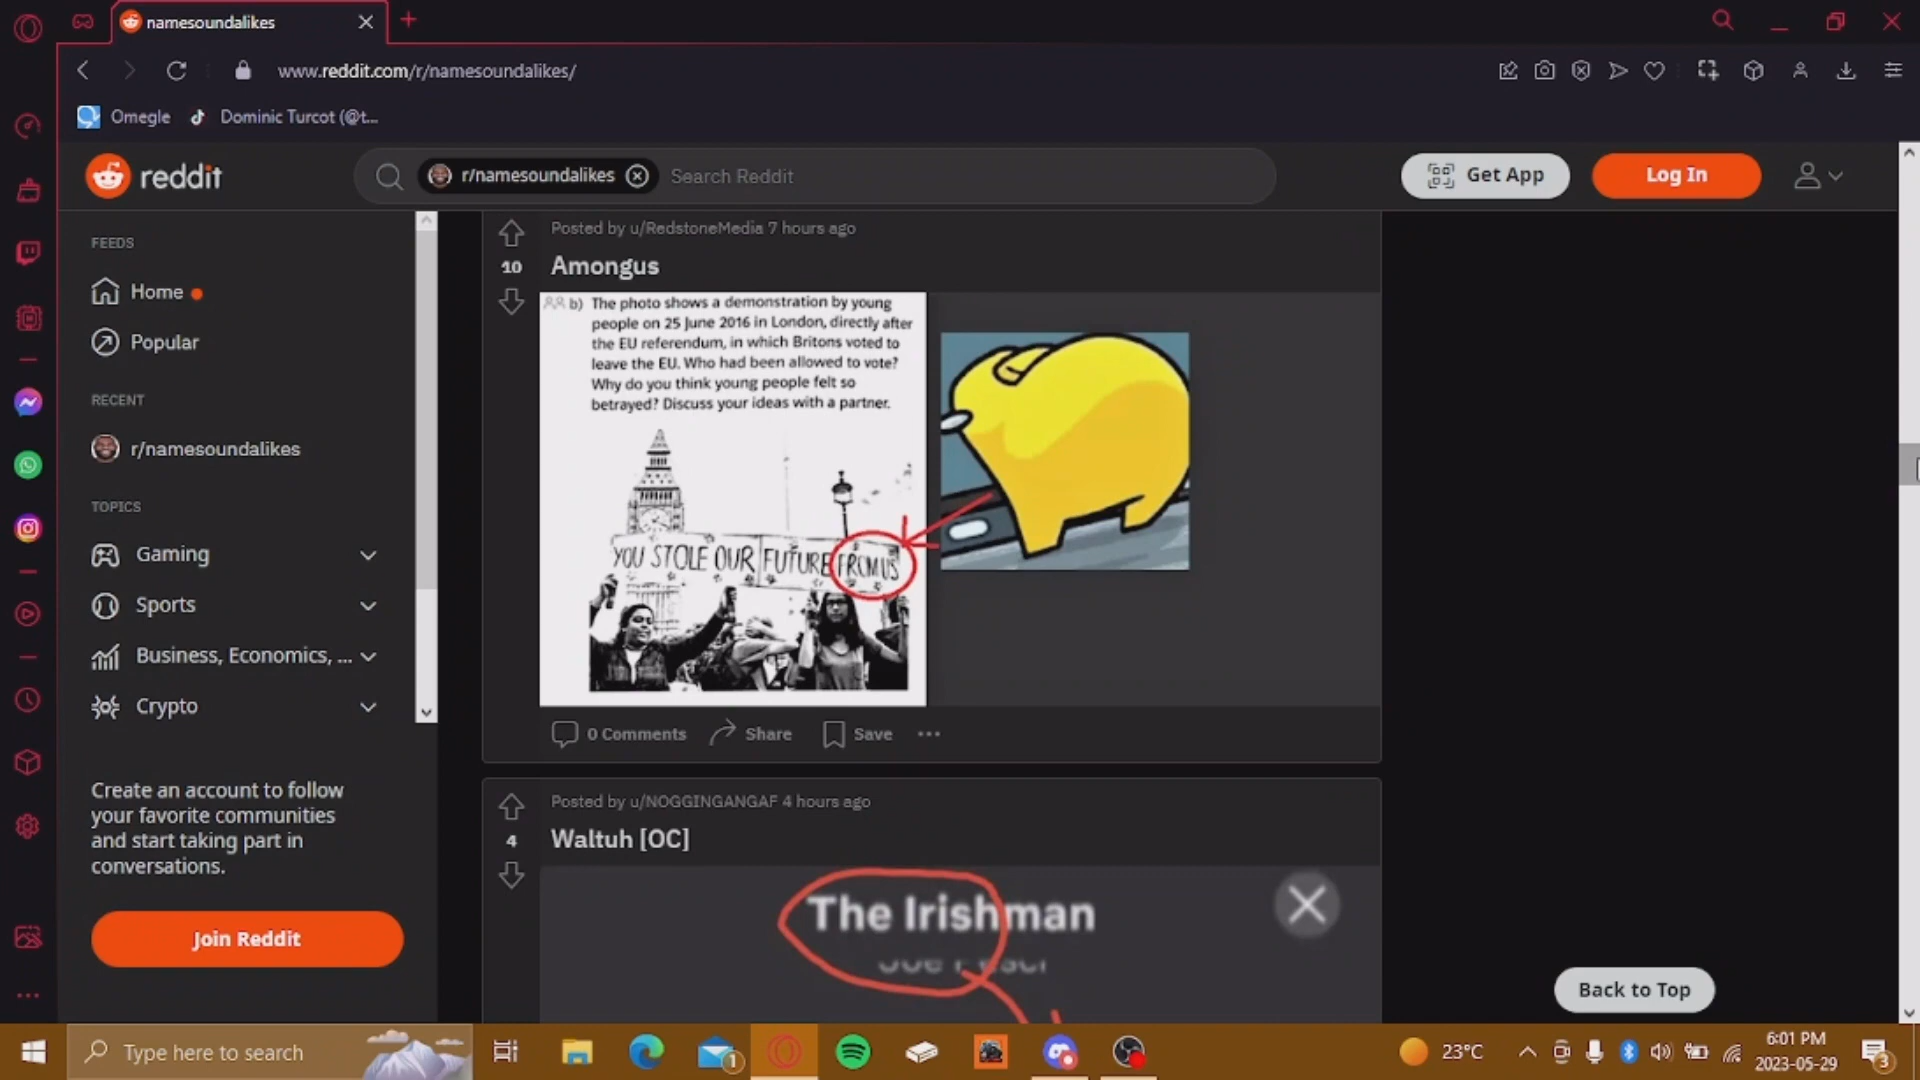 namesoundalikes
www.reddit.com/r/namesoundalikes/
Omegle
Dominic Turcot (@t...
reddit
r/namesoundalikes
Search Reddit
Get App
Log In
FEEDS
Home
Popular
RECENT
r/namesoundalikes
TOPICS
Gaming
Sports
Business, Economics, ...
Crypto
Create an account to follow
your favorite communities
and start taking part in
conversations.
Join Reddit
Posted by u/RedstoneMedia 7 hours ago
10
Amongus
b) The photo shows a demonstration by young
people on 25 June 2016 in London, directly after
the EU referendum, in which Britons voted to
leave the EU. Who had been allowed to vote?
Why do you think young people felt so
betrayed? Discuss your ideas with a partner.
YOU STOLE OUR FUTURE FROM US
0 Comments
Share
Save
Posted by u/NOGGINGANGAF 4 hours ago
4
Waltuh [OC]
The Irishman
Joe Pesci
Back to Top
Type here to search
1
23°C
6:01 PM
2023-05-29
3